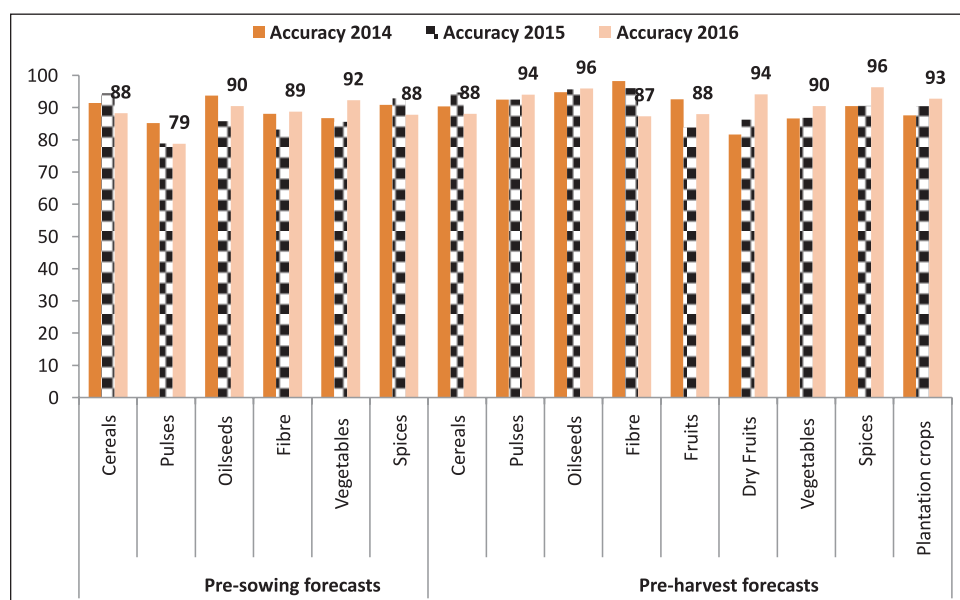 Accuracy 2014 Accuracy 2015 Accuracy 2016
100
90
80
70
60
50
40
30
20
10
0
88 79 90 89 92 88 88 94 96 87 88 94 90 96 93
Cereals Pulses Oilseeds Fibre Vegetables Spices Cereals Pulses Oilseeds Fibre Fruits Dry Fruits Vegetables Spices Plantation crops
Pre-sowing forecasts Pre-harvest forecasts